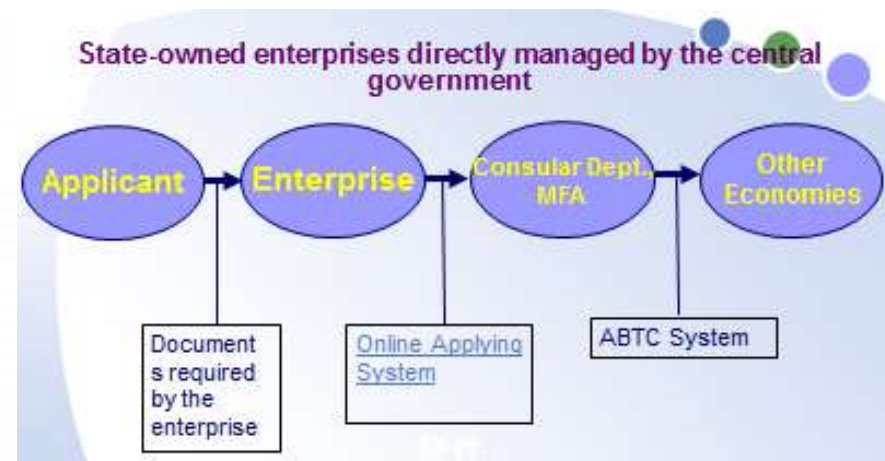 State-owned enterprises directly managed by the central
government
Applicant
Enterprise
Consular Dept.,
MFA
Other
Economies
Document
s required
by the
enterprise
Online Applying
System
ABTC System